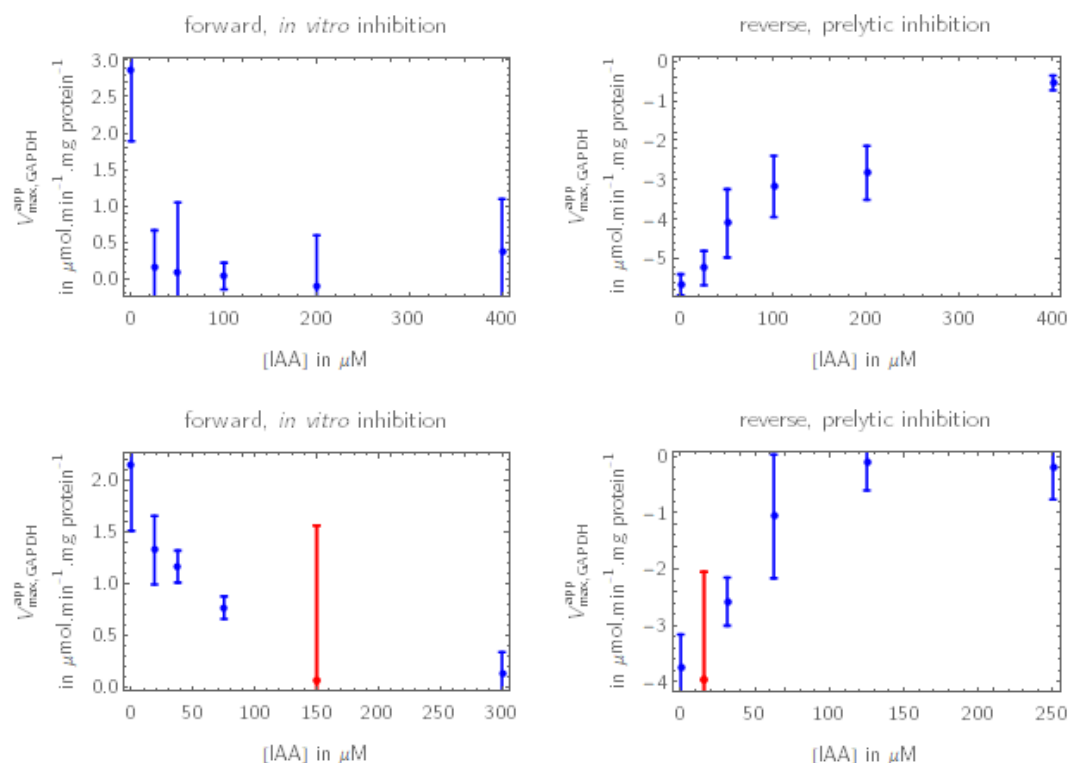 forward, in vitro inhibition
V^app_max,GAPDH
in μmol.min⁻¹.mg protein⁻¹
3.0
2.5
2.0
1.5
1.0
0.5
0.0
0 100 200 300 400
[IAA] in μM
reverse, prelytic inhibition
V^app_max,GAPDH
in μmol.min⁻¹.mg protein⁻¹
0
−1
−2
−3
−4
−5
0 100 200 300 400
[IAA] in μM
forward, in vitro inhibition
V^app_max,GAPDH
in μmol.min⁻¹.mg protein⁻¹
2.0
1.5
1.0
0.5
0.0
0 50 100 150 200 250 300
[IAA] in μM
reverse, prelytic inhibition
V^app_max,GAPDH
in μmol.min⁻¹.mg protein⁻¹
0
−1
−2
−3
−4
0 50 100 150 200 250
[IAA] in μM